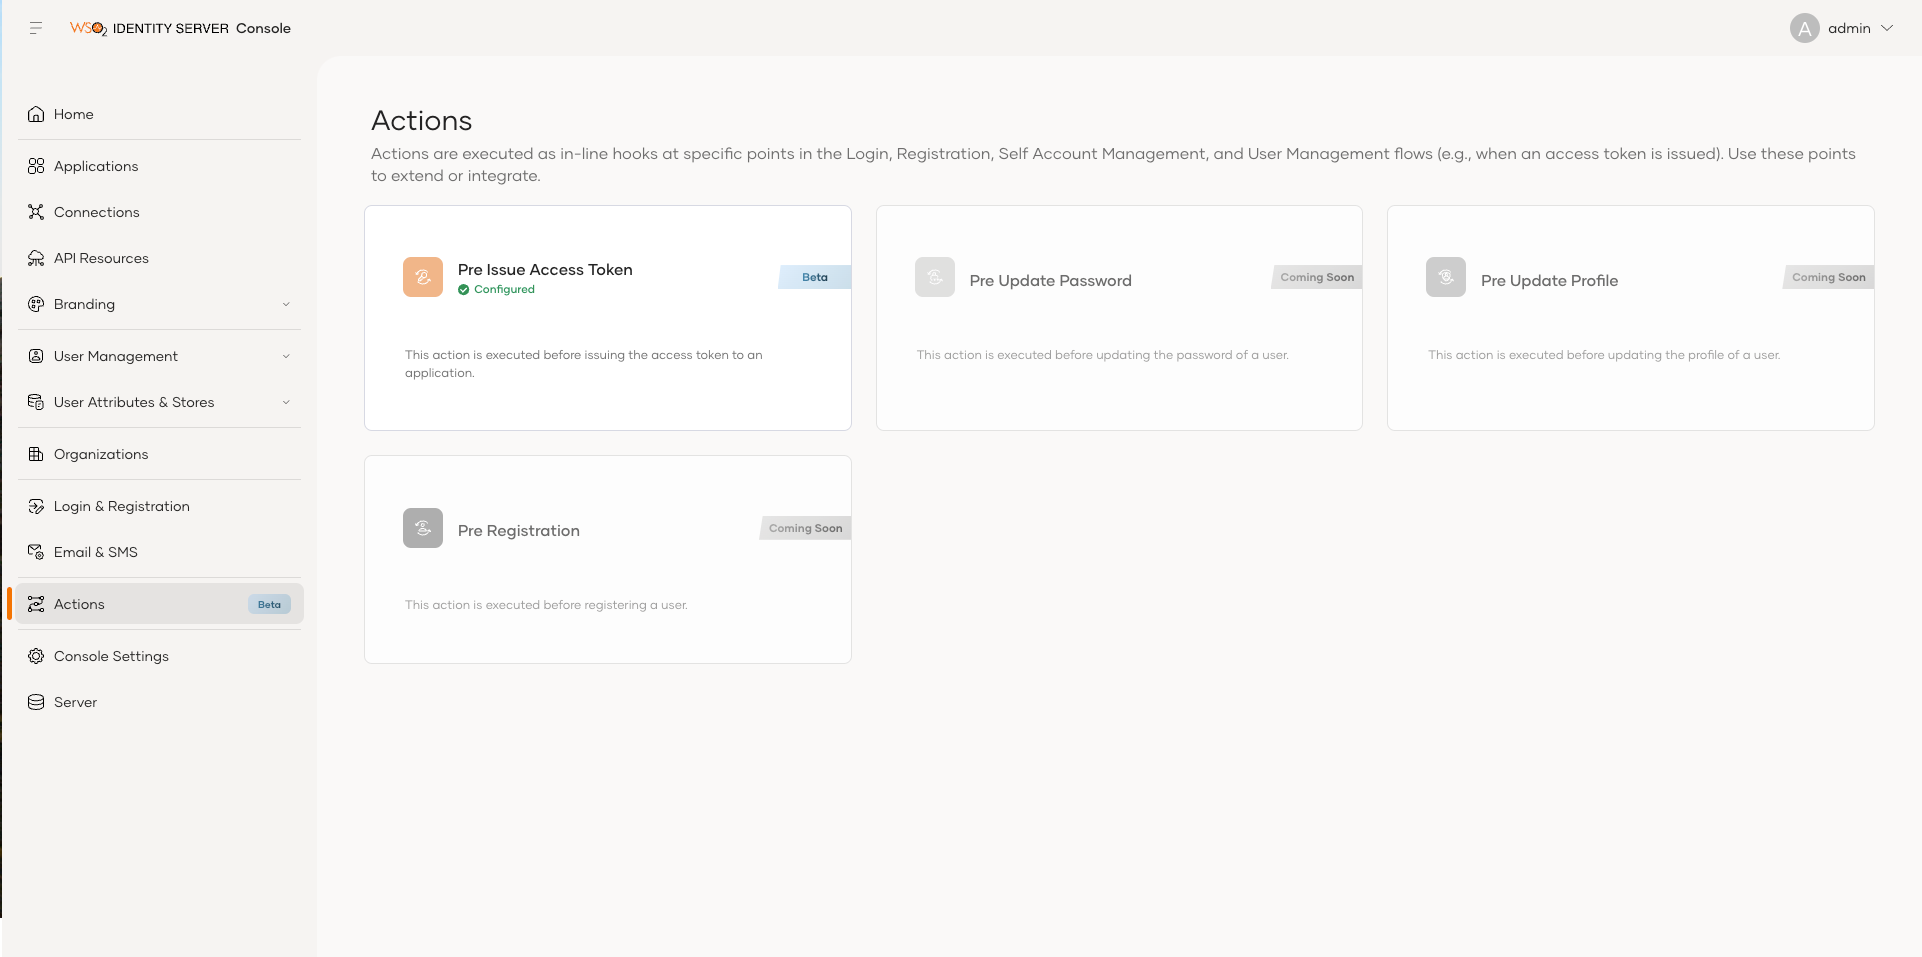 WSO2 IDENTITY SERVER Console
A admin
Home
Applications
Connections
API Resources
Branding
User Management
User Attributes & Stores
Organizations
Login & Registration
Email & SMS
Actions Beta
Console Settings
Server
Actions
Actions are executed as in-line hooks at specific points in the Login, Registration, Self Account Management, and User Management flows (e.g., when an access token is issued). Use these points
to extend or integrate.
Pre Issue Access Token
Configured
Beta
This action is executed before issuing the access token to an
application.
Pre Update Password
Coming Soon
This action is executed before updating the password of a user.
Pre Update Profile
Coming Soon
This action is executed before updating the profile of a user.
Pre Registration
Coming Soon
This action is executed before registering a user.